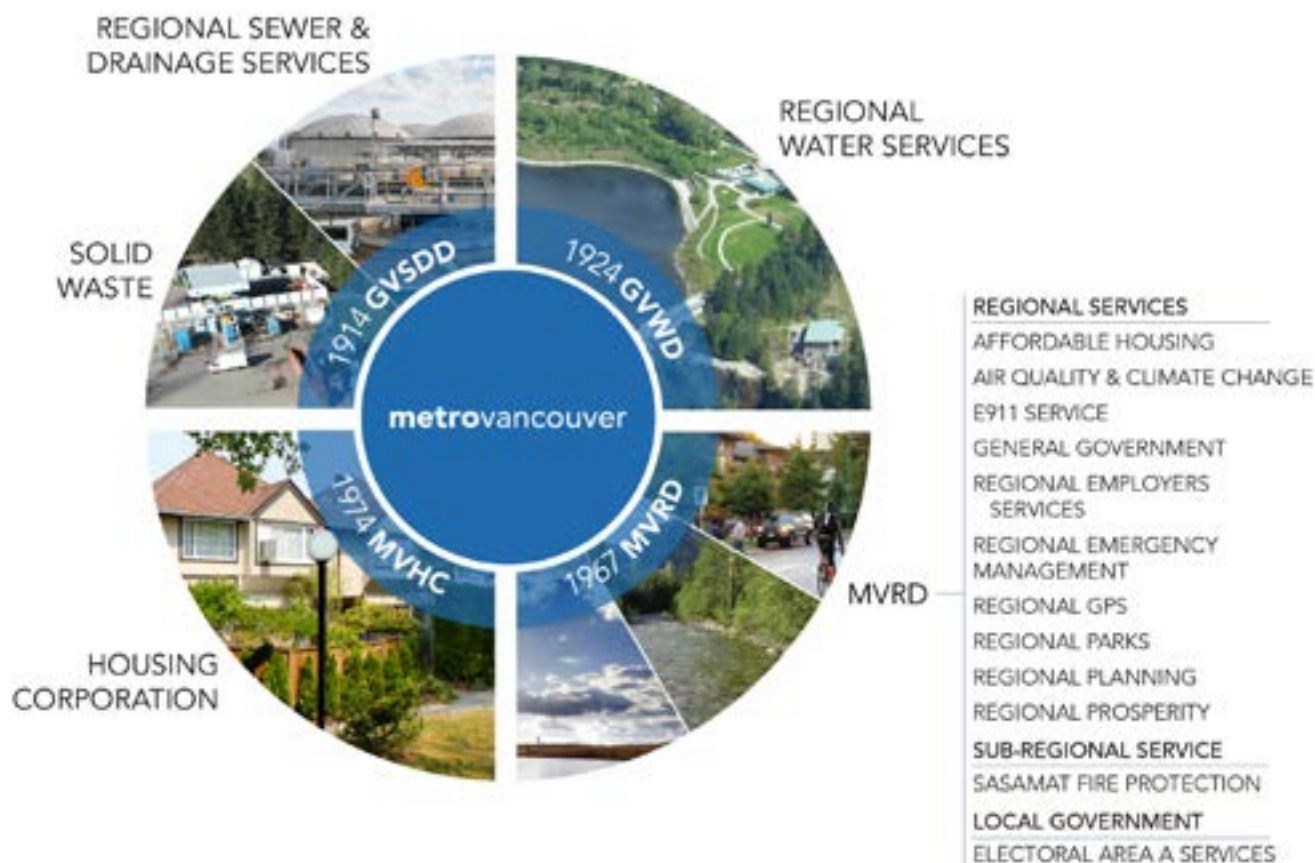 REGIONAL SEWER &
DRAINAGE SERVICES
REGIONAL
WATER SERVICES
SOLID
WASTE
1914 GVSDD
1924 GVWD
metrovancouver
1974 MVHC
1967 MVRD
HOUSING
CORPORATION
MVRD
REGIONAL SERVICES
AFFORDABLE HOUSING
AIR QUALITY & CLIMATE CHANGE
E911 SERVICE
GENERAL GOVERNMENT
REGIONAL EMPLOYERS
SERVICES
REGIONAL EMERGENCY
MANAGEMENT
REGIONAL GPS
REGIONAL PARKS
REGIONAL PLANNING
REGIONAL PROSPERITY
SUB-REGIONAL SERVICE
SASAMAT FIRE PROTECTION
LOCAL GOVERNMENT
ELECTORAL AREA A SERVICES